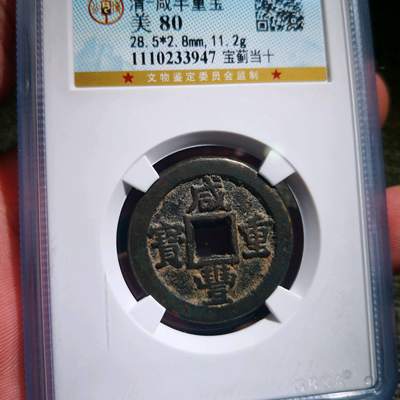 清-咸丰重宝
美 80
28.5*2.8mm,11.2g
1110233947 宝蓟当十
★ 文物鉴定委员会监制 ★
咸
寶 重
豐